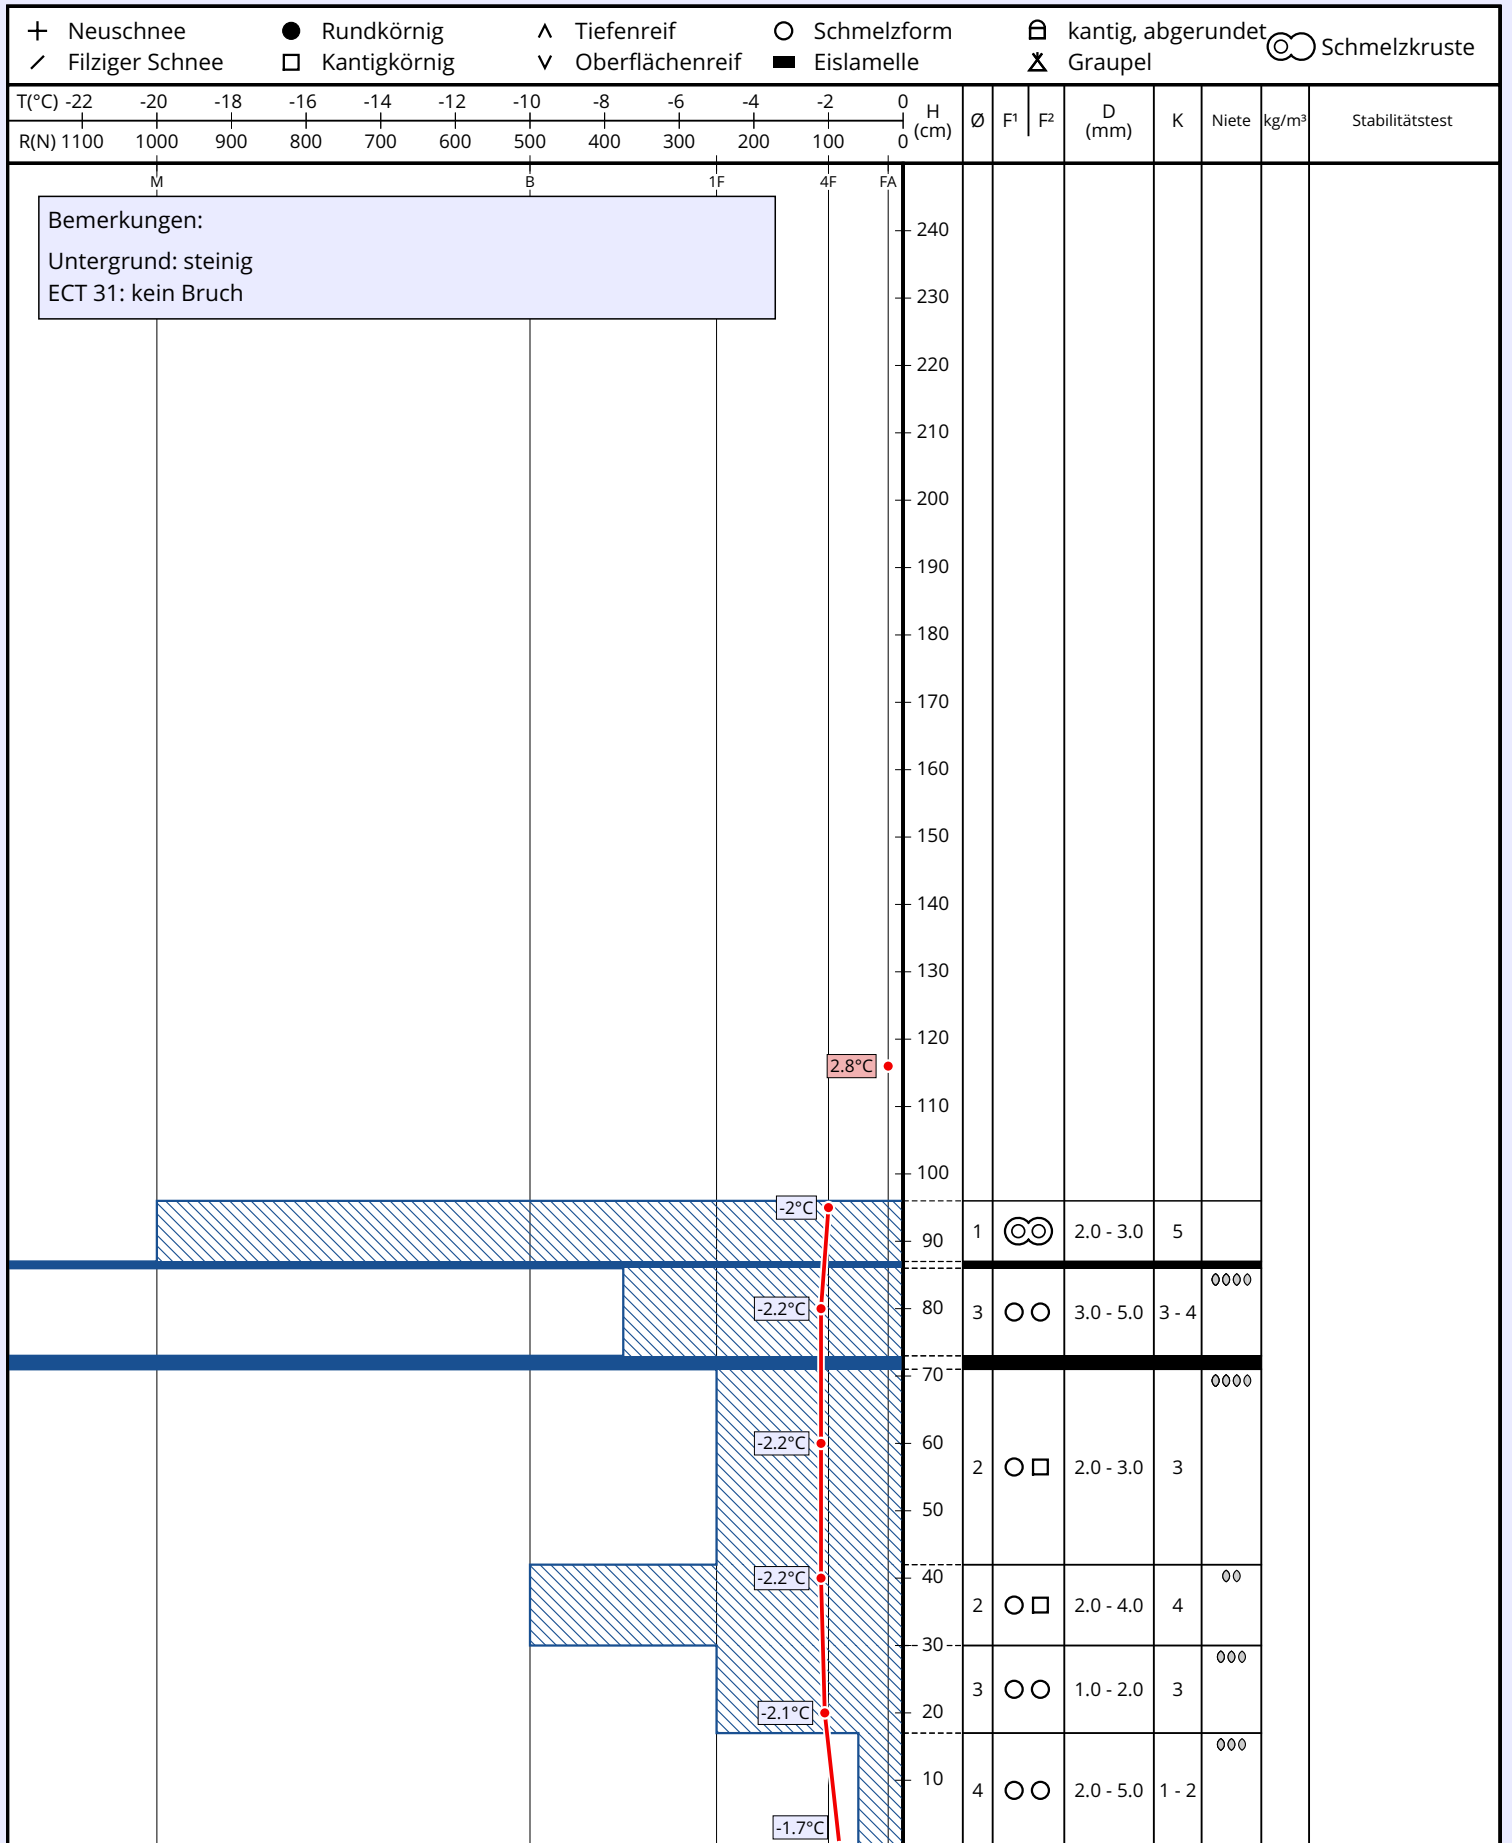 Neuschnee Rundkörnig Tiefenreif Schmelzform kantig, abgerundet Schmelzkruste
Filziger Schnee Kantigkörnig Oberflächenreif Eislamelle Graupel
T(°C) -22 -20 -18 -16 -14 -12 -10 -8 -6 -4 -2 0
R(N) 1100 1000 900 800 700 600 500 400 300 200 100 0
H (cm) Ø F¹ F² D (mm) K Niete kg/m³ Stabilitätstest
M B 1F 4F FA
Bemerkungen:
Untergrund: steinig
ECT 31: kein Bruch
240
230
220
210
200
190
180
170
160
150
140
130
120
2.8°C
110
100
-2°C
1 2.0 - 3.0 5
90
-2.2°C 80
3 3.0 - 5.0 3 - 4
70
-2.2°C 60
2 2.0 - 3.0 3
50
-2.2°C 40
2 2.0 - 4.0 4
30
3 1.0 - 2.0 3
-2.1°C 20
10
4 2.0 - 5.0 1 - 2
-1.7°C